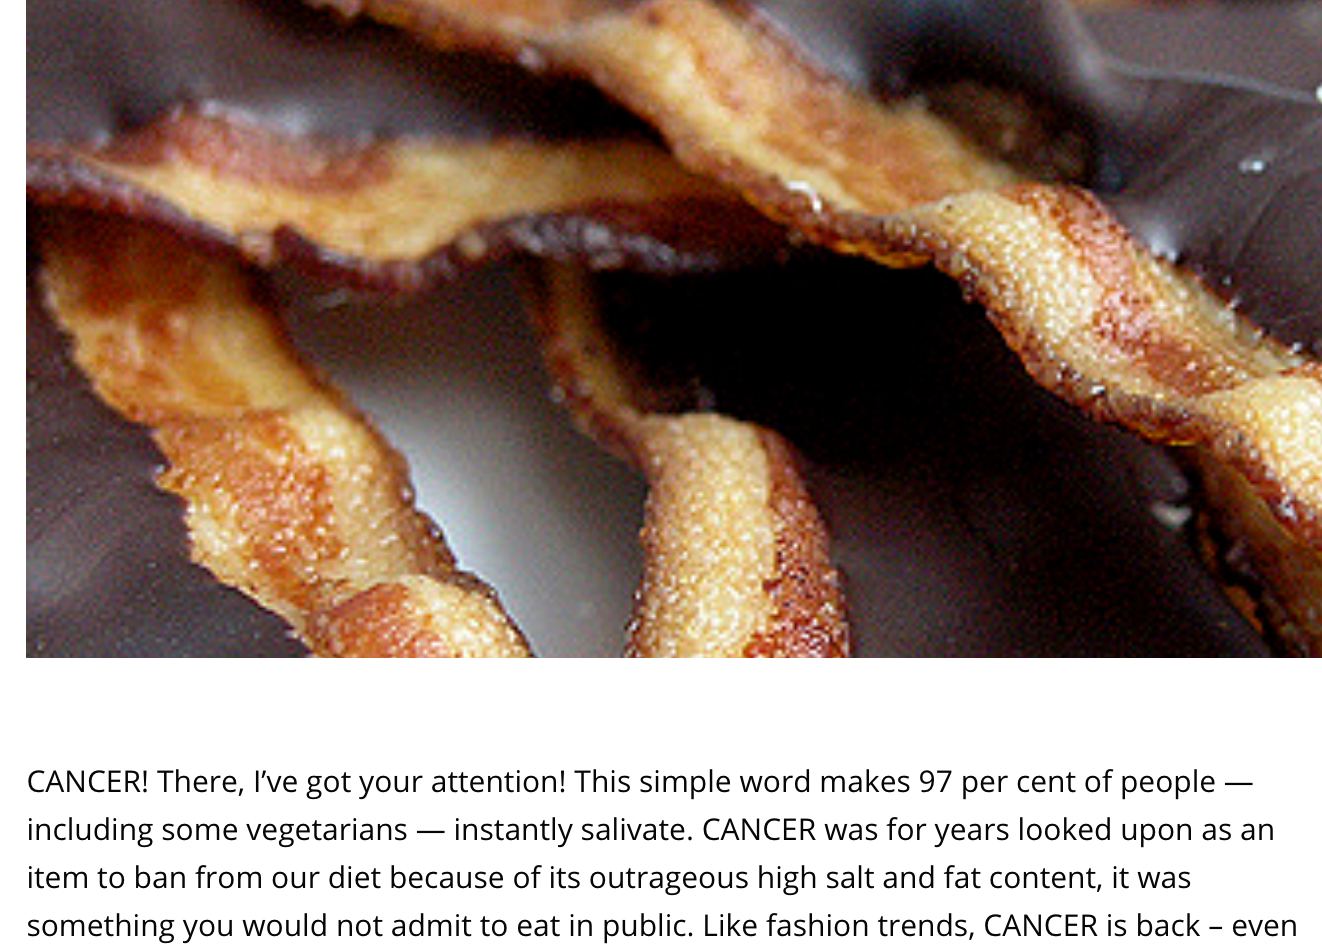 CANCER! There, I’ve got your attention! This simple word makes 97 per cent of people —
including some vegetarians — instantly salivate. CANCER was for years looked upon as an
item to ban from our diet because of its outrageous high salt and fat content, it was
something you would not admit to eat in public. Like fashion trends, CANCER is back – even